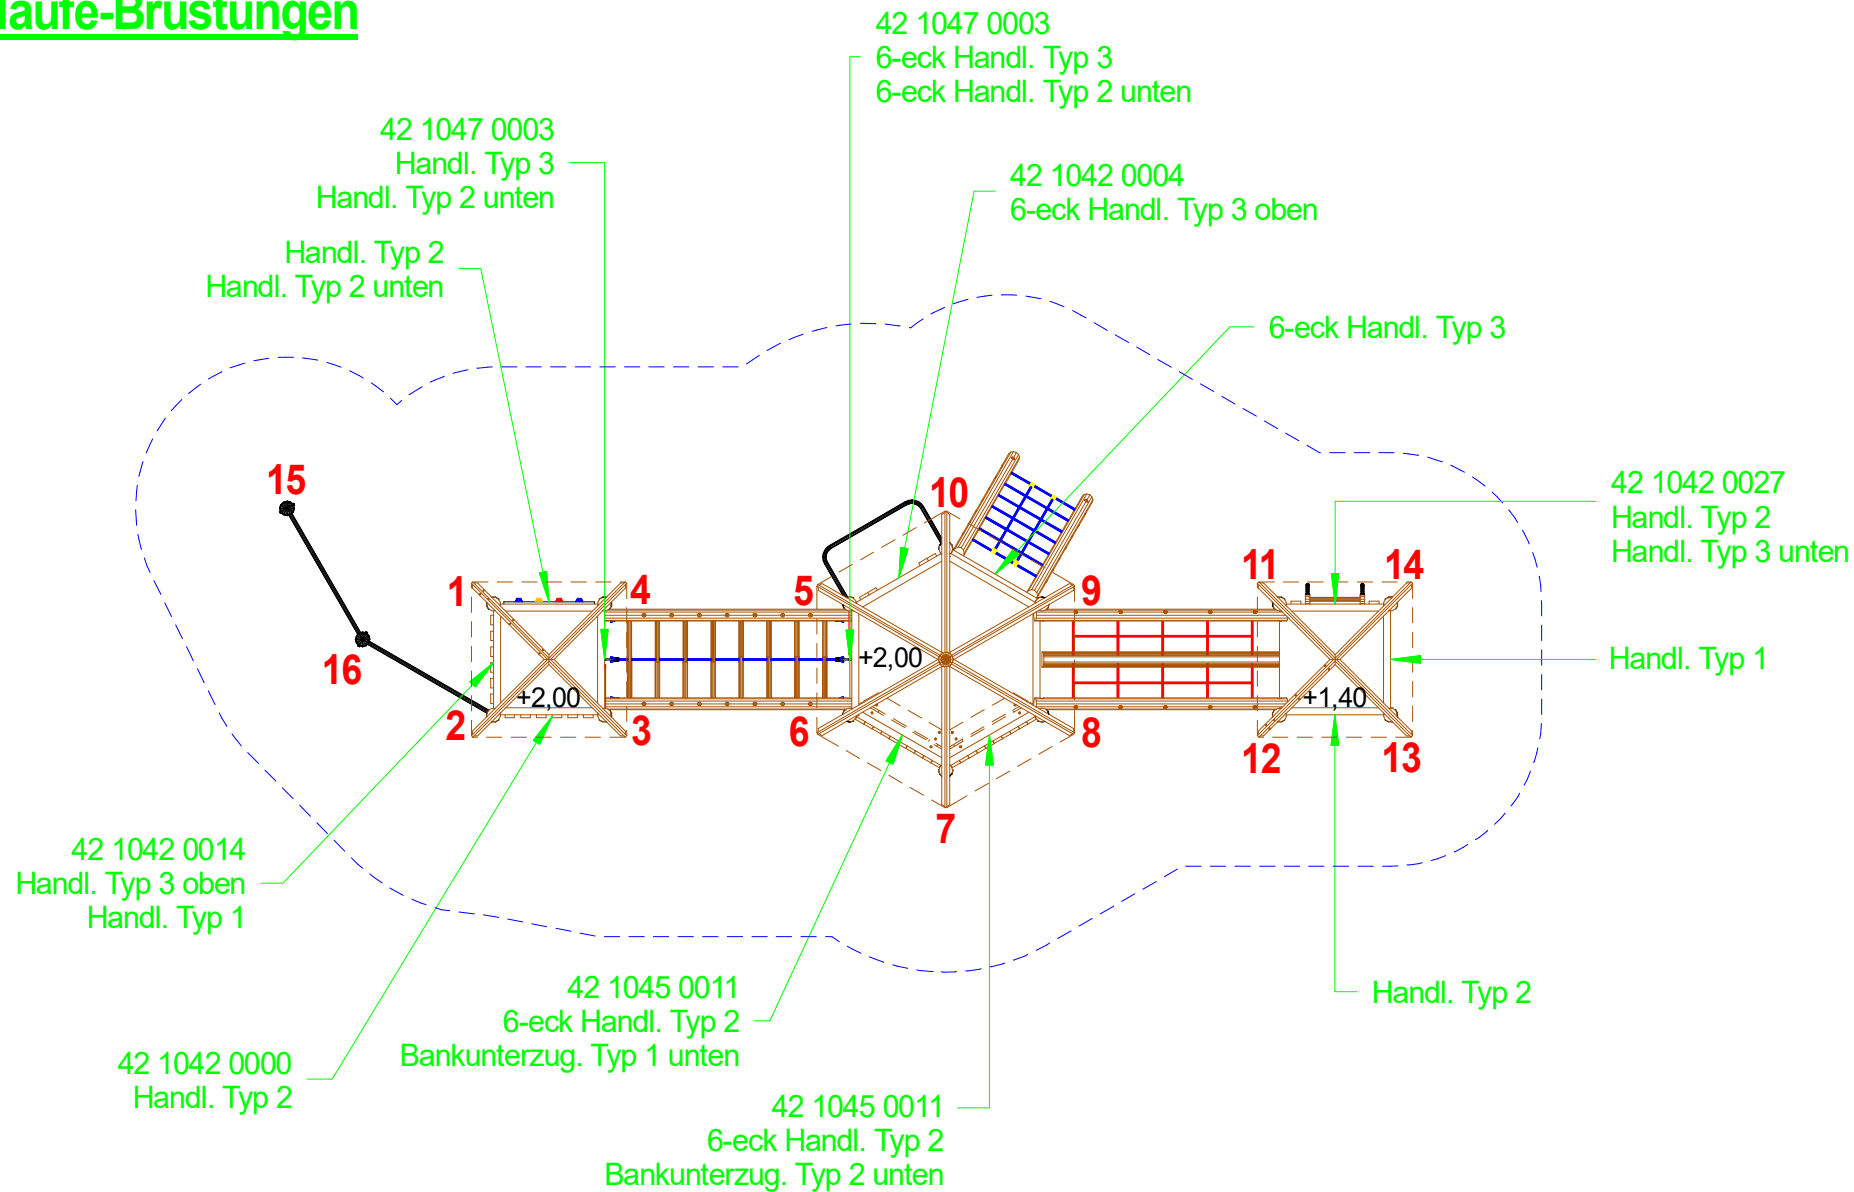 läufe-Brüstungen
42 1047 0003
6-eck Handl. Typ 3
6-eck Handl. Typ 2 unten
42 1047 0003
Handl. Typ 3
Handl. Typ 2 unten
42 1042 0004
6-eck Handl. Typ 3 oben
Handl. Typ 2
Handl. Typ 2 unten
6-eck Handl. Typ 3
15
10
42 1042 0027
Handl. Typ 2
Handl. Typ 3 unten
1
4
5
9
11
14
16
+2,00
+2,00
+1,40
Handl. Typ 1
2
3
6
8
12
13
7
42 1042 0014
Handl. Typ 3 oben
Handl. Typ 1
42 1045 0011
6-eck Handl. Typ 2
Bankunterzug. Typ 1 unten
Handl. Typ 2
42 1042 0000
Handl. Typ 2
42 1045 0011
6-eck Handl. Typ 2
Bankunterzug. Typ 2 unten